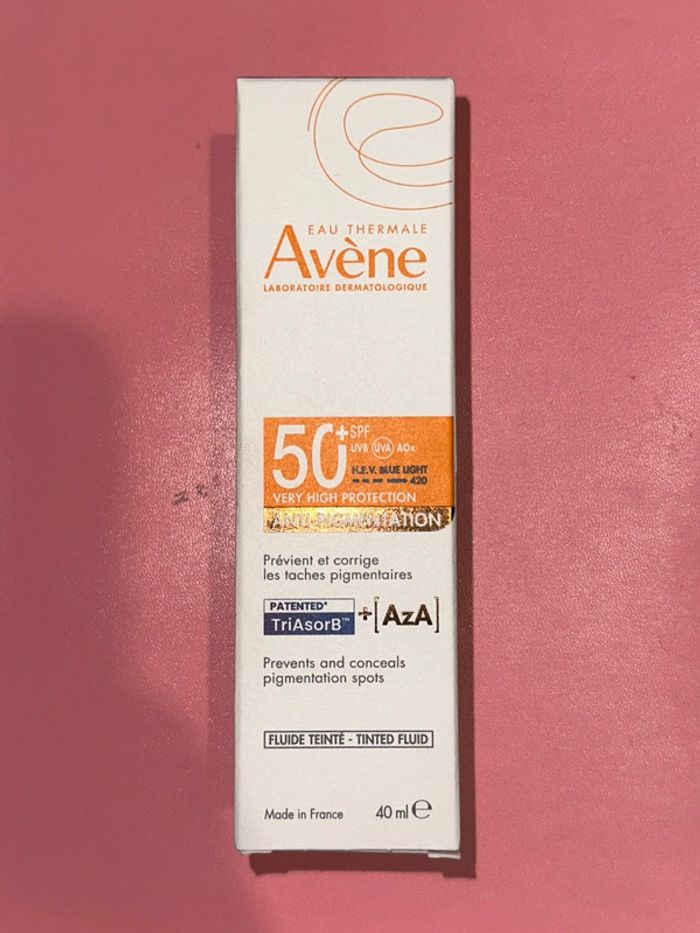 EAU THERMALE
Avène
LABORATOIRE DERMATOLOGIQUE
50+ SPF
UVB UVA AOx
H.E.V. BLUE LIGHT
420
VERY HIGH PROTECTION
ANTI-PIGMENTATION
Prévient et corrige
les taches pigmentaires
PATENTED*
TriAsorB™ + [AzA]
Prevents and conceals
pigmentation spots
FLUIDE TEINTÉ - TINTED FLUID
Made in France 40 ml ℮